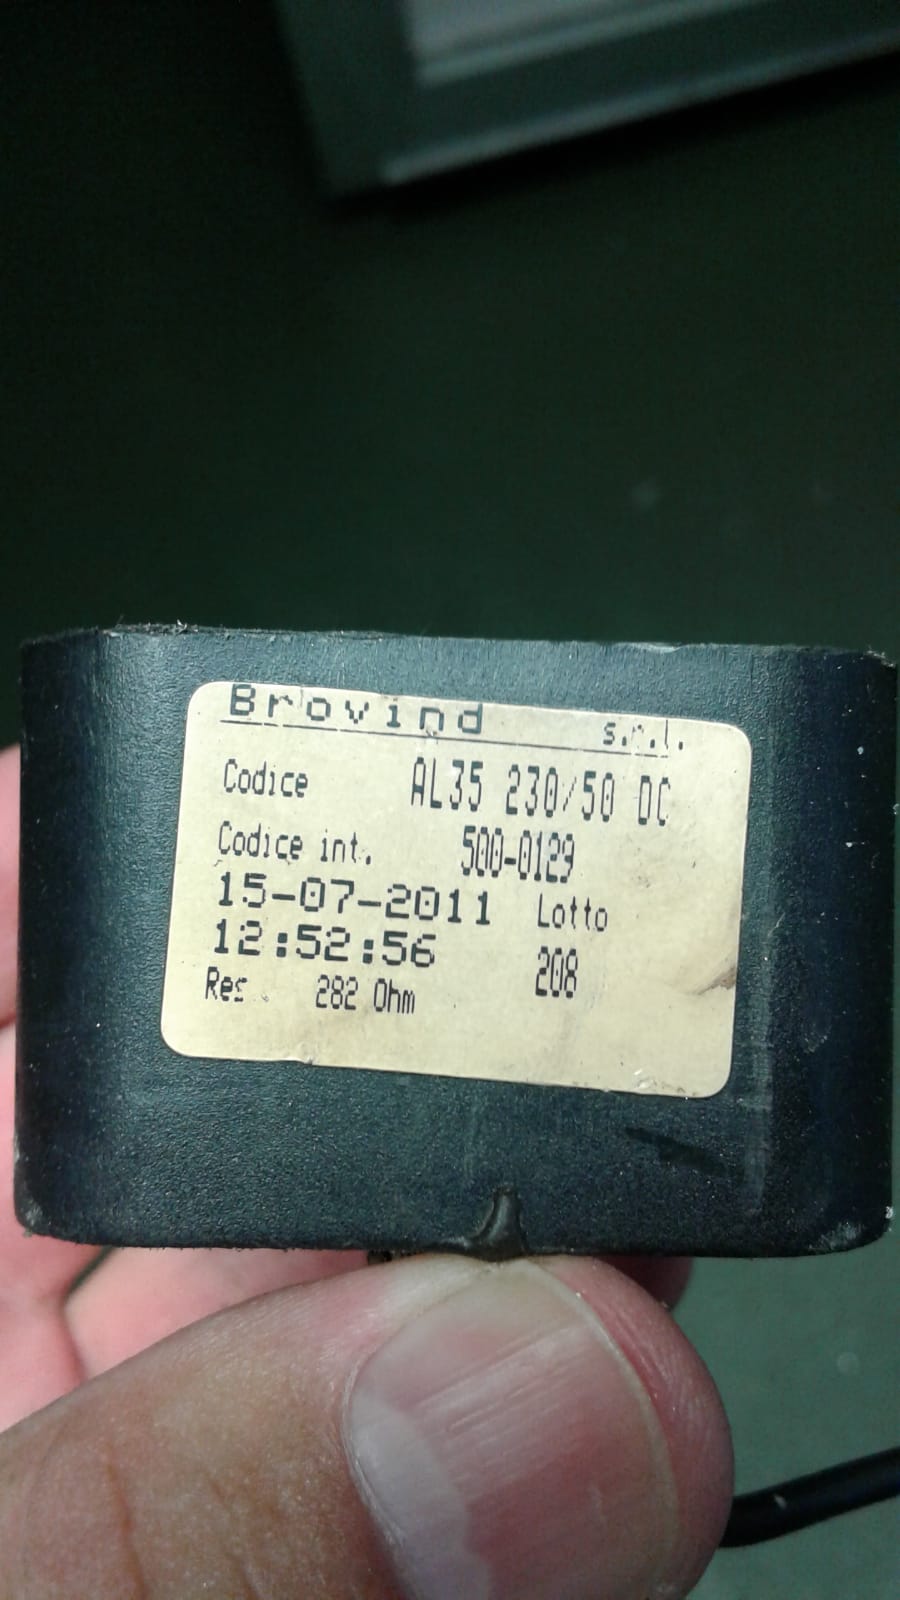 Brovind s.r.l.
Codice AL35 230/50 DC
Codice int. 500-0129
15-07-2011 Lotto
12:52:56 208
Res. 282 Ohm